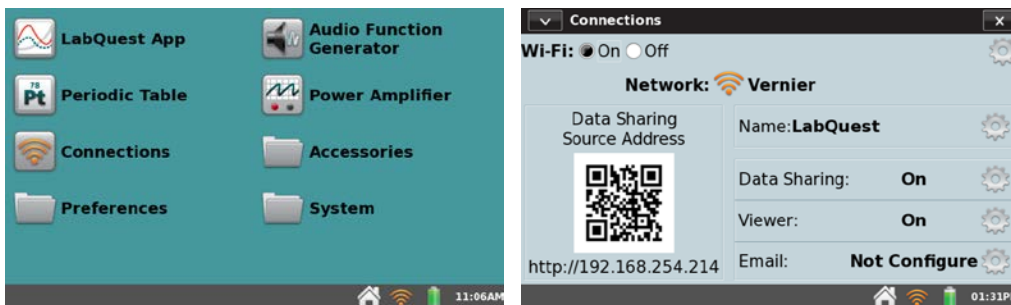 LabQuest App
Audio Function
Generator
78
Pt
Periodic Table
Power Amplifier
Connections
Accessories
Preferences
System
11:06AM
Connections
x
Wi-Fi: On Off
Network: Vernier
Data Sharing
Source Address
http://192.168.254.214
Name:LabQuest
Data Sharing: On
Viewer: On
Email: Not Configure
01:31P